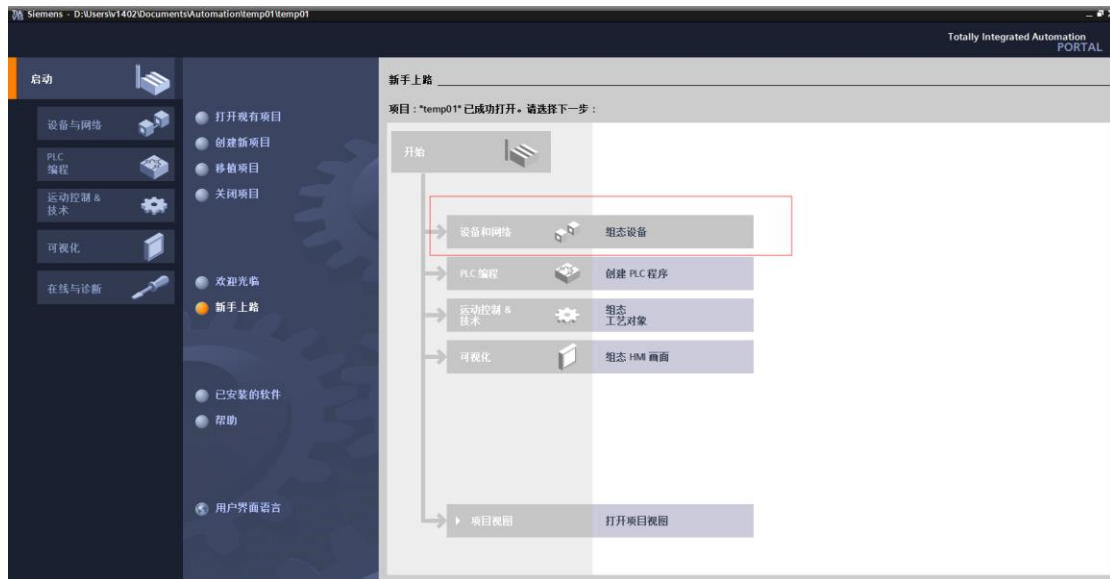 Siemens - D:\Users\v1402\Documents\Automation\temp01\temp01
Totally Integrated Automation
PORTAL
启动
设备与网络
PLC
编程
运动控制 &
技术
可视化
在线与诊断
打开现有项目
创建新项目
移植项目
关闭项目
欢迎光临
新手上路
已安装的软件
帮助
用户界面语言
新手上路
项目："temp01"已成功打开。请选择下一步：
开始
设备和网络
组态设备
PLC 编程
创建 PLC 程序
运动控制 &
技术
组态
工艺对象
可视化
组态 HMI 画面
项目视图
打开项目视图